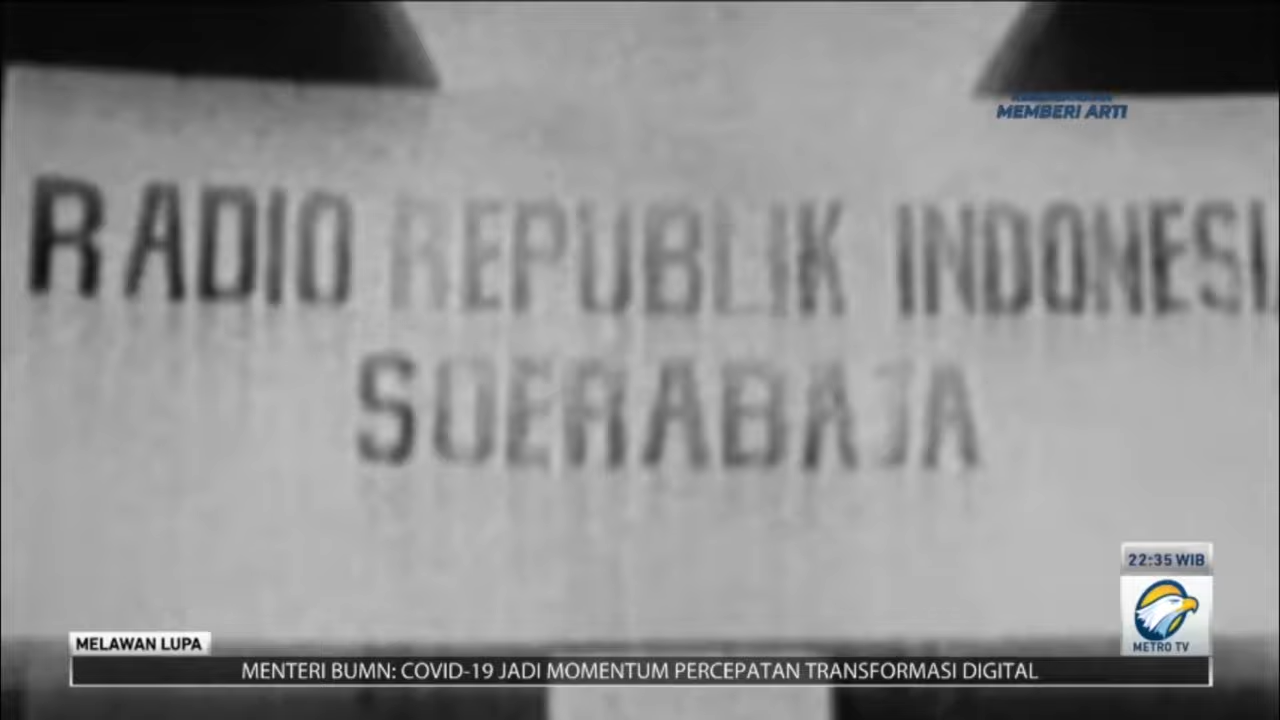 MEMBERI ARTI
RADIO REPUBLIK INDONESI
SOERABAJA
22:35 WIB
METRO TV
MELAWAN LUPA
MENTERI BUMN: COVID-19 JADI MOMENTUM PERCEPATAN TRANSFORMASI DIGITAL